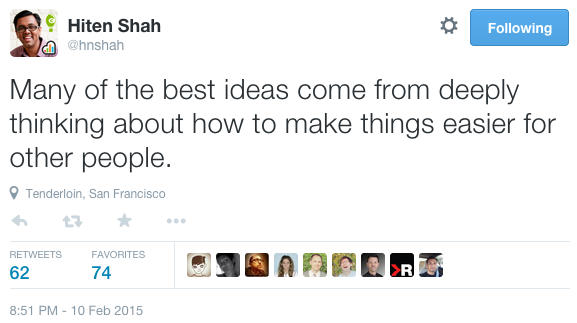 Hiten Shah
@hnshah
Following
Many of the best ideas come from deeply
thinking about how to make things easier for
other people.
Tenderloin, San Francisco
RETWEETS
FAVORITES
62
74
R
8:51 PM - 10 Feb 2015